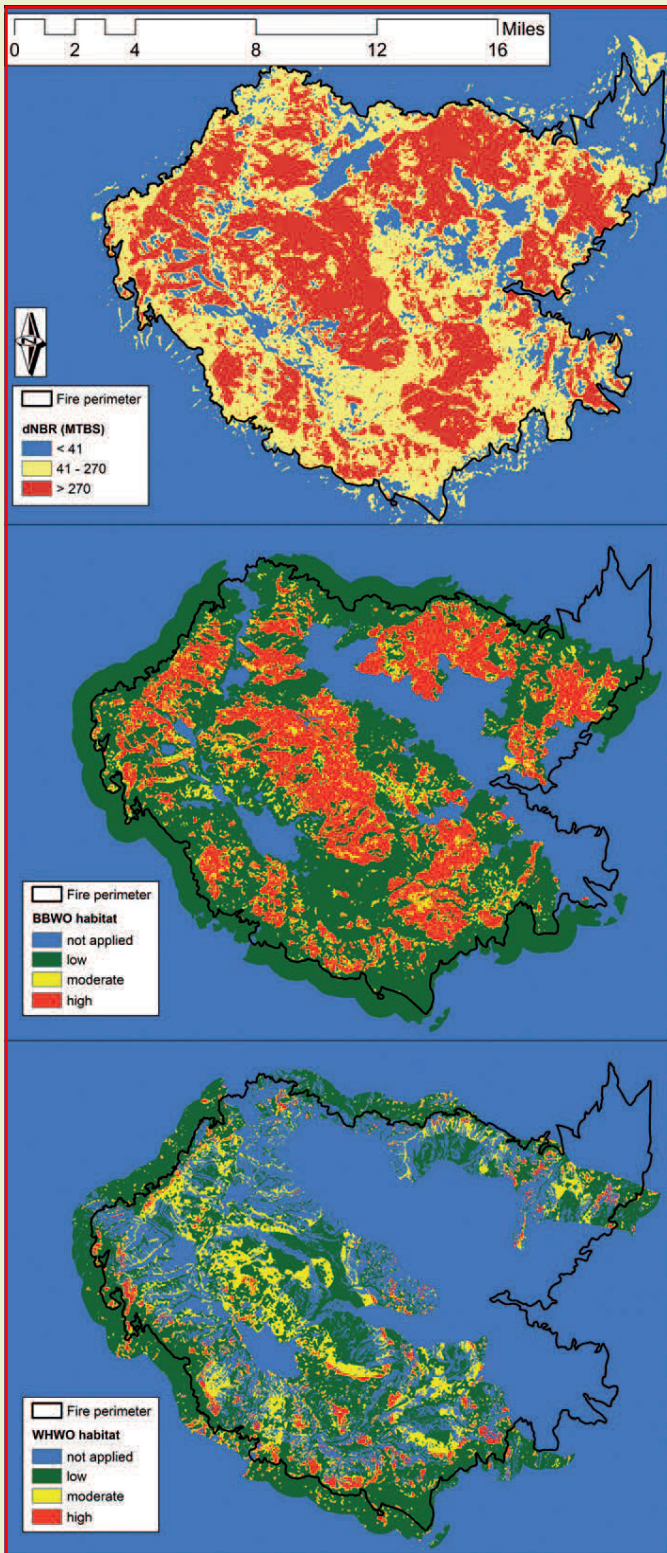 Miles
0 2 4 8 12 16
Fire perimeter
dNBR (MTBS)
< 41
41 - 270
> 270
Fire perimeter
BBWO habitat
not applied
low
moderate
high
Fire perimeter
WHWO habitat
not applied
low
moderate
high